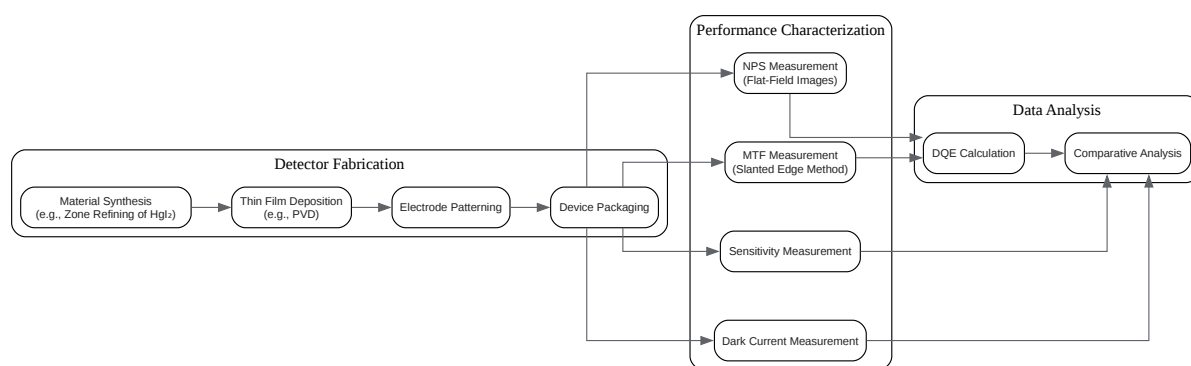 Detector Fabrication
Material Synthesis
(e.g., Zone Refining of HgI₂)
Thin Film Deposition
(e.g., PVD)
Electrode Patterning
Device Packaging
Performance Characterization
NPS Measurement
(Flat-Field Images)
MTF Measurement
(Slanted Edge Method)
Sensitivity Measurement
Dark Current Measurement
Data Analysis
DQE Calculation
Comparative Analysis